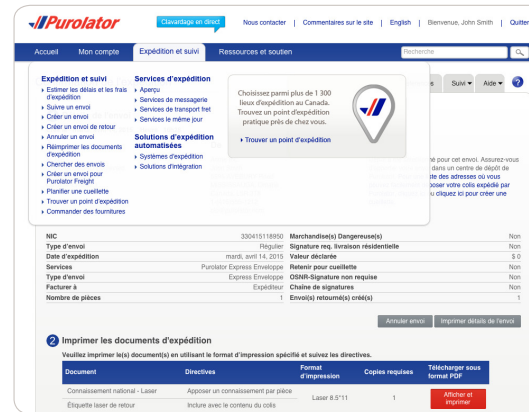 Purolator
Clavardage en direct
Nous contacter | Commentaires sur le site | English | Bienvenue, John Smith | Quitter
Accueil Mon compte Expédition et suivi Ressources et soutien
Recherche
Expédition et suivi
Estimer les délais et les frais
d'expédition
Suivre un envoi
Créer un envoi
Créer un envoi de retour
Annuler un envoi
Réimprimer les documents
d'expédition
Chercher des envois
Créer un envoi pour
Purolator Freight
Planifier une cueillette
Trouver un point d'expédition
Commander des fournitures
Services d'expédition
Aperçu
Services de messagerie
Services de transport fret
Services le même jour
Solutions d'expédition
automatisées
Systèmes d'expédition
Solutions d'intégration
Choisissez parmi plus de 1 300
lieux d'expédition au Canada.
Trouvez un point d'expédition
pratique près de chez vous.
Trouver un point d'expédition
Suivi Aide ?
pour cet envoi. Assurez-vous
dans un centre de dépôt de
des adresses où vous
votre colis expédié par
cliquez ici pour créer une
NIC 330415118950 Marchandise(s) Dangereuse(s) Non
Type d'envoi Régulier Signature req. livraison résidentielle Non
Date d'expédition mardi, avril 14, 2015 Valeur déclarée $ 0
Services Purolator Express Enveloppe Retenir pour cueillette Non
Type d'envoi Express Enveloppe OSNR-Signature non requise Non
Facturer à Expéditeur Chaîne de signatures Non
Nombre de pièces 1 Envoi(s) retourné(s) créé(s) 1
Annuler envoi Imprimer détails de l'envoi
2 Imprimer les documents d'expédition
Veuillez imprimer le(s) document(s) en utilisant le format d'impression spécifié et suivez les directives.
Document Directives Format
d'impression Copies requises Télécharger sous
format PDF
Connaissement national - Laser Apposer un connaissement par pièce
Laser 8.5*11 1 Afficher et
imprimer
Étiquette laser de retour Inclure avec le contenu du colis